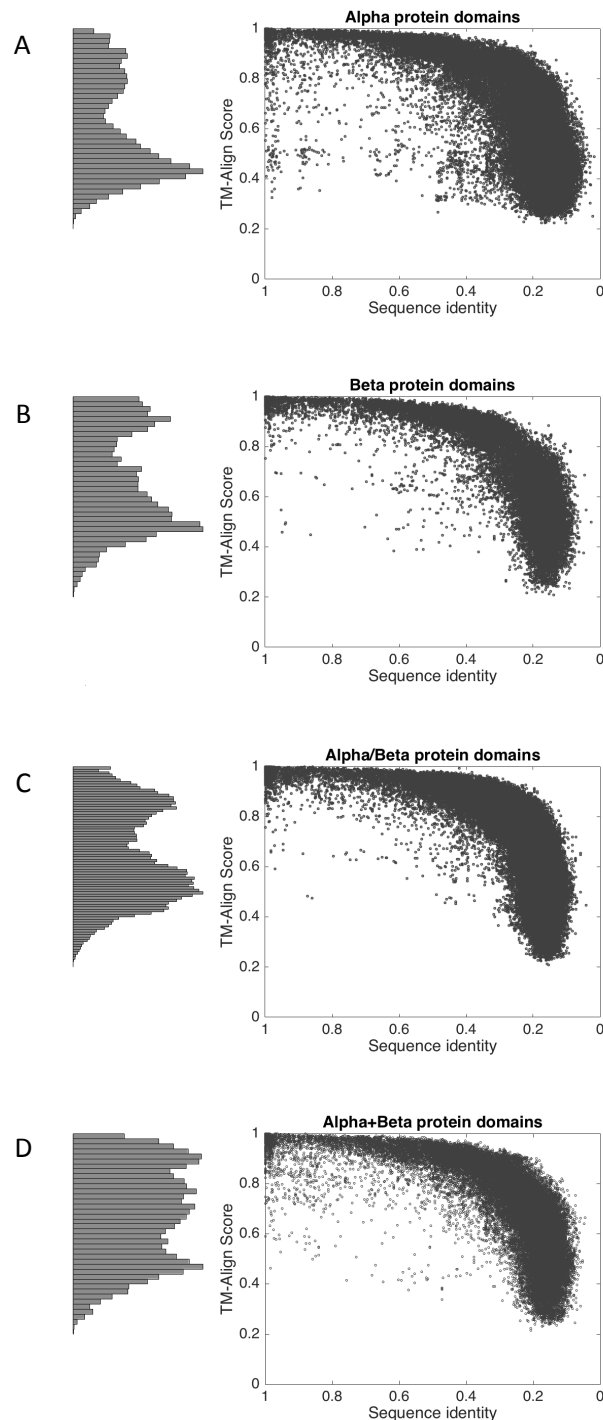 A
Alpha protein domains
TM-Align Score
1
0.8
0.6
0.4
0.2
0
1 0.8 0.6 0.4 0.2 0
Sequence identity
B
Beta protein domains
TM-Align Score
1
0.8
0.6
0.4
0.2
0
1 0.8 0.6 0.4 0.2 0
Sequence identity
C
Alpha/Beta protein domains
TM-Align Score
1
0.8
0.6
0.4
0.2
0
1 0.8 0.6 0.4 0.2 0
Sequence identity
D
Alpha+Beta protein domains
TM-Align Score
1
0.8
0.6
0.4
0.2
0
1 0.8 0.6 0.4 0.2 0
Sequence identity